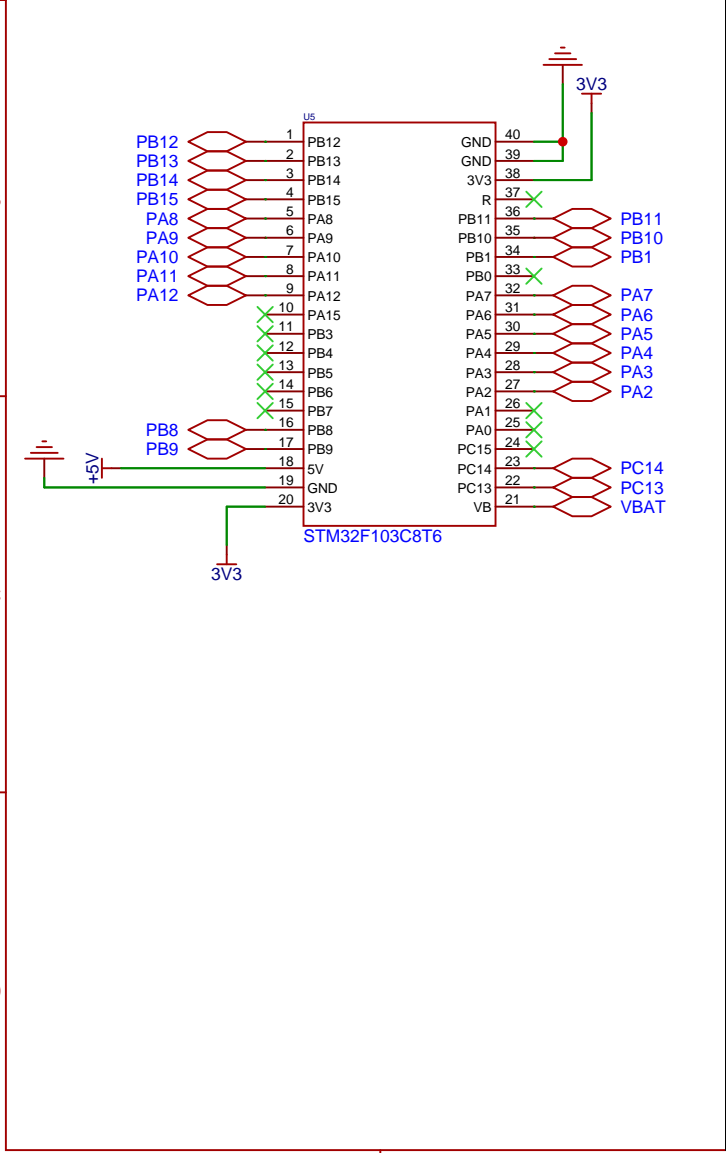 3V3
U5
PB12 1 PB12 GND 40
PB13 2 PB13 GND 39
PB14 3 PB14 3V3 38
PB15 4 PB15 R 37
PA8 5 PA8 PB11 36 PB11
PA9 6 PA9 PB10 35 PB10
PA10 7 PA10 PB1 34 PB1
PA11 8 PA11 PB0 33
PA12 9 PA12 PA7 32 PA7
10 PA15 PA6 31 PA6
11 PB3 PA5 30 PA5
12 PB4 PA4 29 PA4
13 PB5 PA3 28 PA3
14 PB6 PA2 27 PA2
15 PB7 PA1 26
PB8 16 PB8 PA0 25
PB9 17 PB9 PC15 24
+5V 18 5V PC14 23 PC14
19 GND PC13 22 PC13
20 3V3 VB 21 VBAT
STM32F103C8T6
3V3